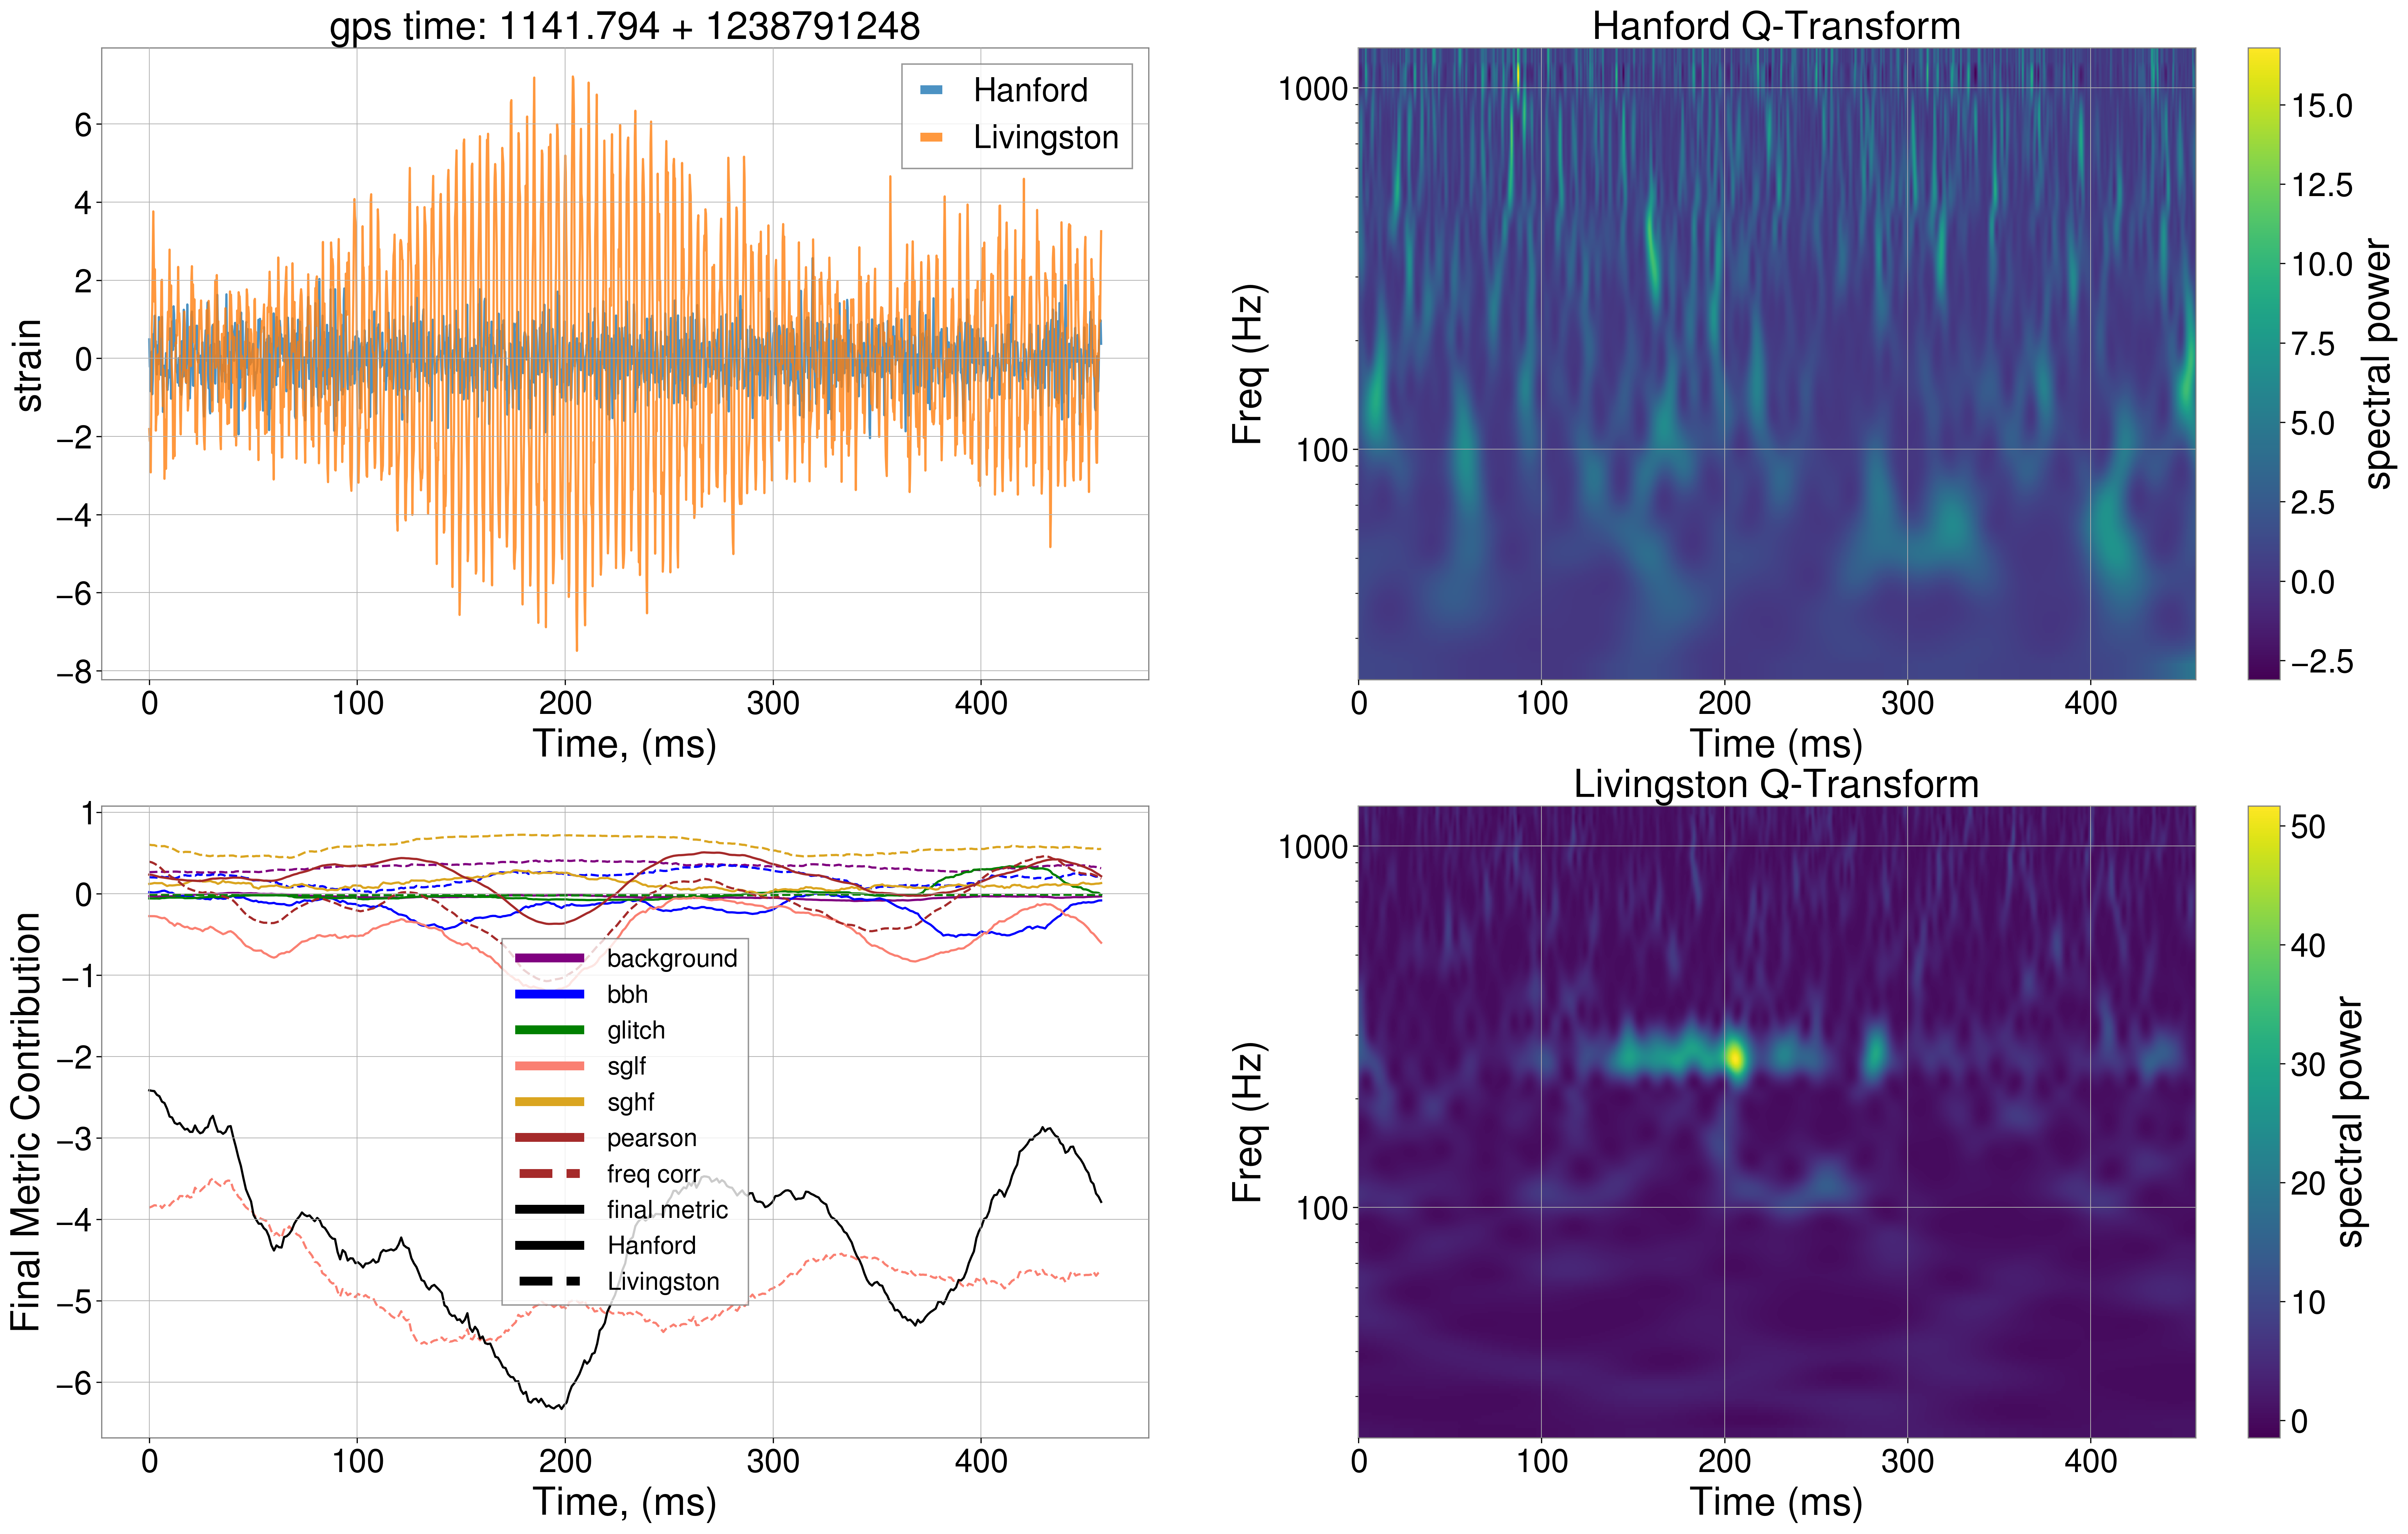 gps time: 1141.794 + 1238791248
strain
6
4
2
0
−2
−4
−6
−8
Hanford
Livingston
0 100 200 300 400
Time, (ms)
Hanford Q-Transform
Freq (Hz)
1000
100
0 100 200 300 400
Time (ms)
15.0
12.5
10.0
7.5
5.0
2.5
0.0
−2.5
spectral power
Final Metric Contribution
1
0
−1
−2
−3
−4
−5
−6
background
bbh
glitch
sglf
sghf
pearson
freq corr
final metric
Hanford
Livingston
0 100 200 300 400
Time, (ms)
Livingston Q-Transform
Freq (Hz)
1000
100
0 100 200 300 400
Time (ms)
50
40
30
20
10
0
spectral power